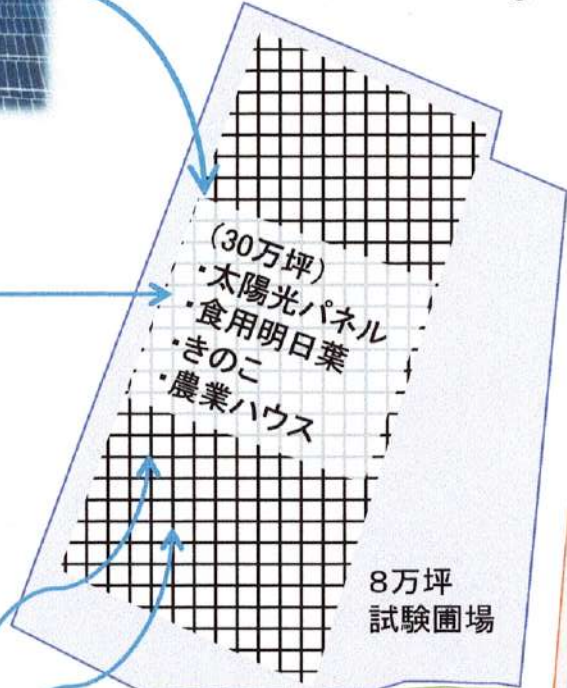 (30万坪)
・太陽光パネル
・食用明日葉
・きのこ
・農業ハウス
8万坪
試験圃場